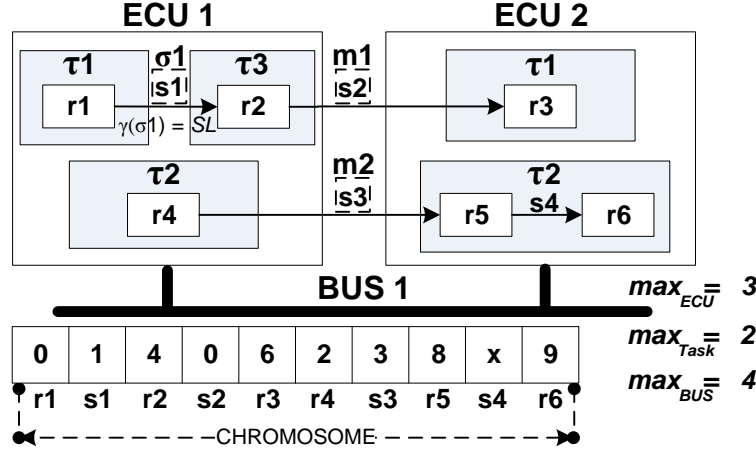 ECU 1 ECU 2
τ1 σ1 τ3 m1 τ1
s1 s2
r1 r2 r3
γ(σ1) = SL
τ2 m2 τ2
s3 s4
r4 r5 r6
BUS 1 max_ECU = 3
0 1 4 0 6 2 3 8 x 9 max_Task = 2
r1 s1 r2 s2 r3 r4 s3 r5 s4 r6 max_BUS = 4
CHROMOSOME